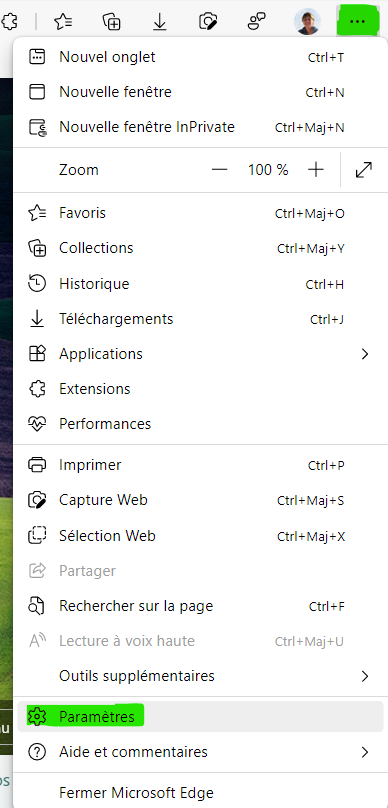 Nouvel onglet Ctrl+T
Nouvelle fenêtre Ctrl+N
Nouvelle fenêtre InPrivate Ctrl+Maj+N
Zoom — 100 % +
Favoris Ctrl+Maj+O
Collections Ctrl+Maj+Y
Historique Ctrl+H
Téléchargements Ctrl+J
Applications
Extensions
Performances
Imprimer Ctrl+P
Capture Web Ctrl+Maj+S
Sélection Web Ctrl+Maj+X
Partager
Rechercher sur la page Ctrl+F
Lecture à voix haute Ctrl+Maj+U
Outils supplémentaires
Paramètres
Aide et commentaires
Fermer Microsoft Edge